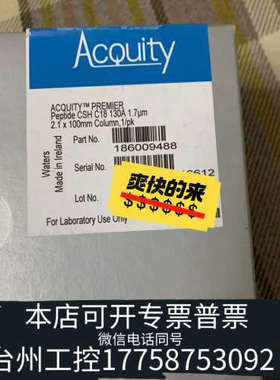 Acquity
ACQUITY™ PREMIER
Peptide CSH C18 130A 1.7µm
2.1 x 100mm Column,1/pk
Part No.
186009488
Serial No.
6612
Lot No.
For Laboratory Use Only
Waters
Made in Ireland
爽快的来
$$$$$$
本店可开专票普票
微信电话同号
台州工控17758753092